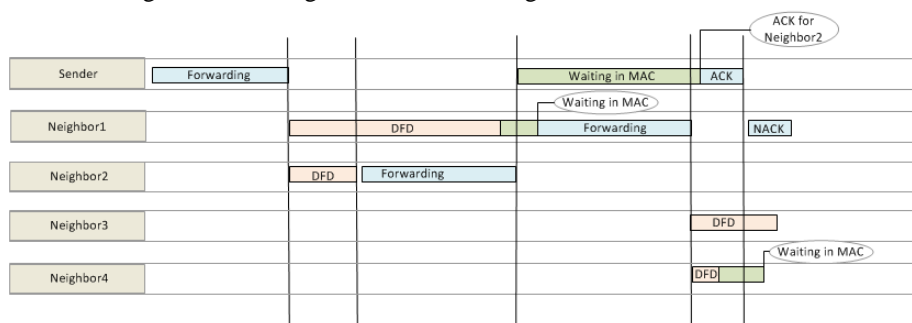 ACK for
Neighbor2
Sender
Forwarding
Waiting in MAC
ACK
Waiting in MAC
Neighbor1
DFD
Forwarding
NACK
Neighbor2
DFD
Forwarding
Neighbor3
DFD
Waiting in MAC
Neighbor4
DFD